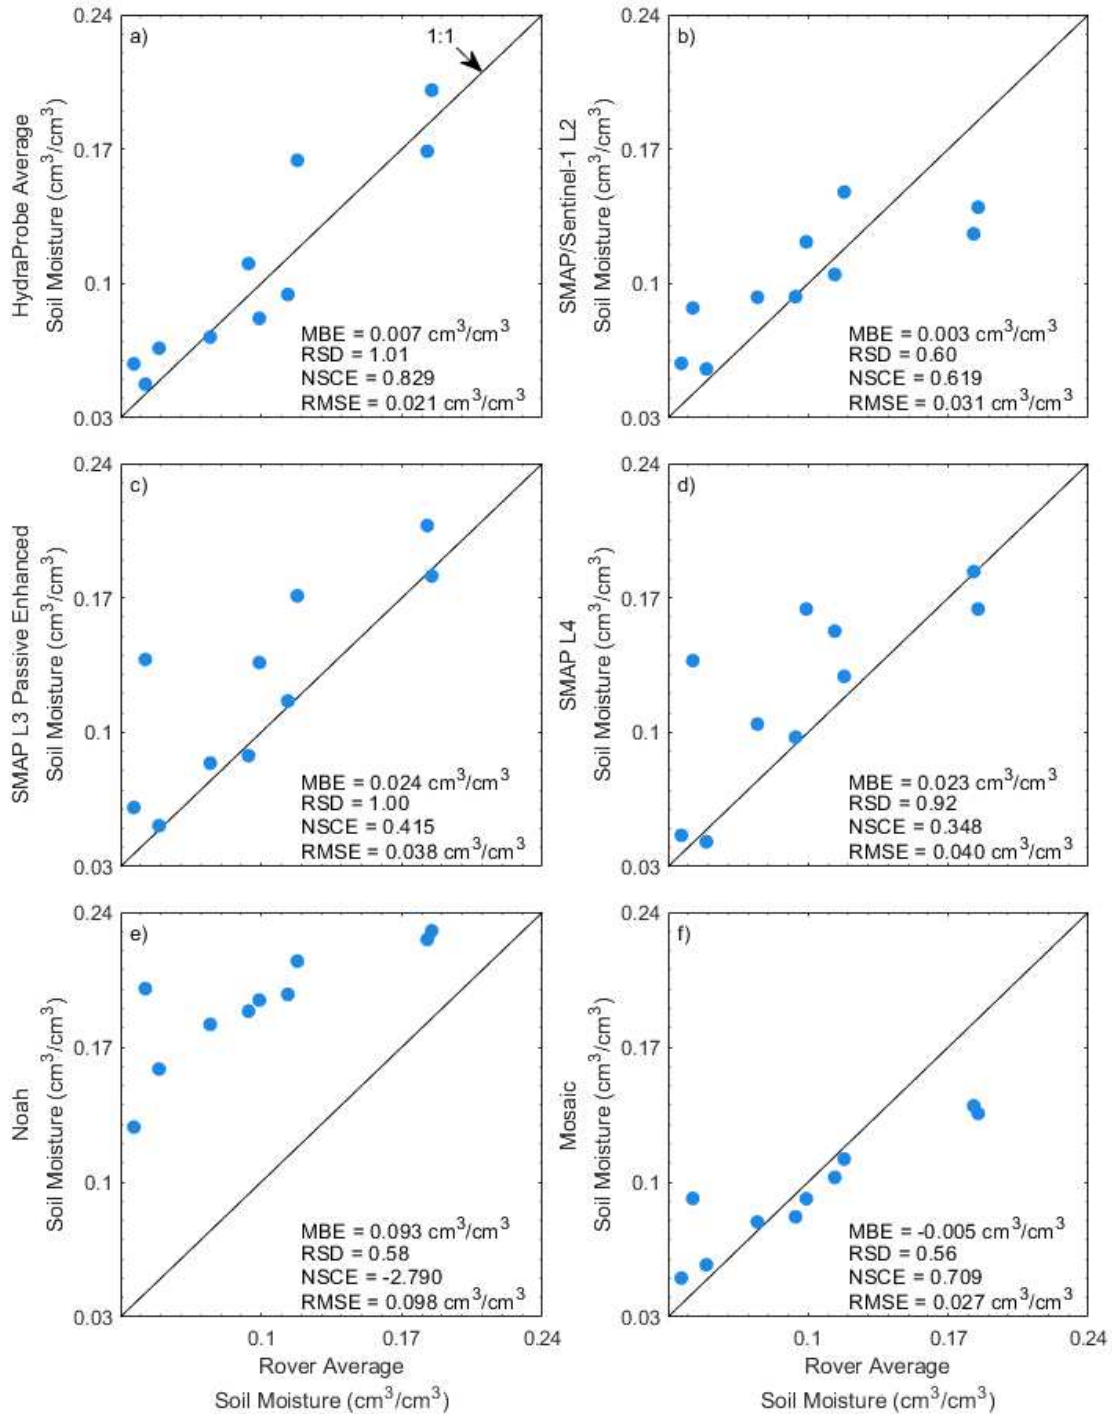 0.24
a)
1:1
0.17
0.1
0.03
HydraProbe Average
Soil Moisture (cm³/cm³)
MBE = 0.007 cm³/cm³
RSD = 1.01
NSCE = 0.829
RMSE = 0.021 cm³/cm³
0.24
b)
0.17
0.1
0.03
SMAP/Sentinel-1 L2
Soil Moisture (cm³/cm³)
MBE = 0.003 cm³/cm³
RSD = 0.60
NSCE = 0.619
RMSE = 0.031 cm³/cm³
0.24
c)
0.17
0.1
0.03
SMAP L3 Passive Enhanced
Soil Moisture (cm³/cm³)
MBE = 0.024 cm³/cm³
RSD = 1.00
NSCE = 0.415
RMSE = 0.038 cm³/cm³
0.24
d)
0.17
0.1
0.03
SMAP L4
Soil Moisture (cm³/cm³)
MBE = 0.023 cm³/cm³
RSD = 0.92
NSCE = 0.348
RMSE = 0.040 cm³/cm³
0.24
e)
0.17
0.1
0.03
Noah
Soil Moisture (cm³/cm³)
MBE = 0.093 cm³/cm³
RSD = 0.58
NSCE = -2.790
RMSE = 0.098 cm³/cm³
0.1
0.17
0.24
Rover Average
Soil Moisture (cm³/cm³)
0.24
f)
0.17
0.1
0.03
Mosaic
Soil Moisture (cm³/cm³)
MBE = -0.005 cm³/cm³
RSD = 0.56
NSCE = 0.709
RMSE = 0.027 cm³/cm³
0.1
0.17
0.24
Rover Average
Soil Moisture (cm³/cm³)